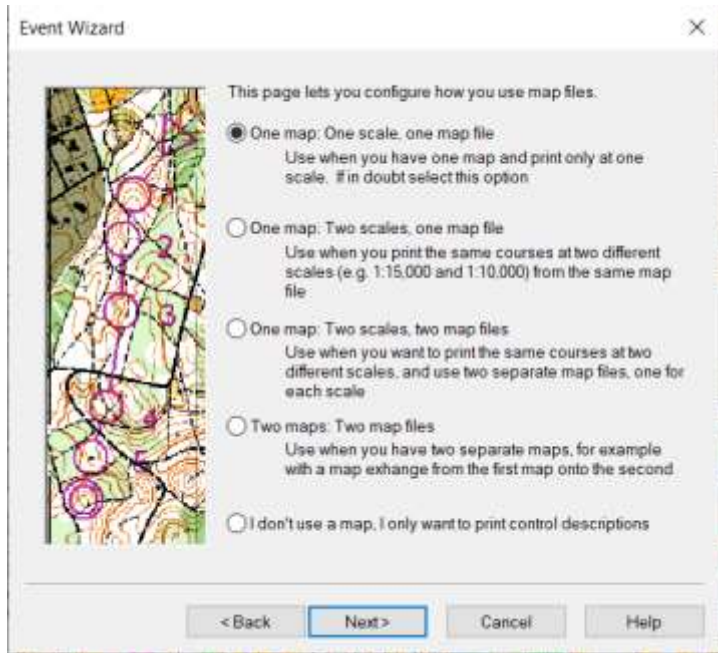 Event Wizard
This page lets you configure how you use map files.
One map: One scale, one map file
Use when you have one map and print only at one
scale. If in doubt select this option
One map: Two scales, one map file
Use when you print the same courses at two different
scales (e.g. 1:15,000 and 1:10,000) from the same map
file
One map: Two scales, two map files
Use when you want to print the same courses at two
different scales, and use two separate map files, one for
each scale
Two maps: Two map files
Use when you have two separate maps, for example
with a map exhange from the first map onto the second
I don't use a map, I only want to print control descriptions
2
3
4
5
< Back
Next >
Cancel
Help